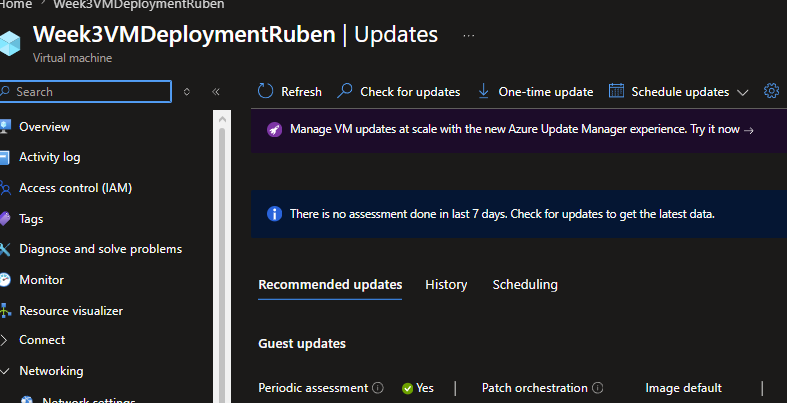 Home > Week3VMDeploymentRuben
Week3VMDeploymentRuben | Updates ...
Virtual machine
Search
Refresh Check for updates One-time update Schedule updates
Manage VM updates at scale with the new Azure Update Manager experience. Try it now →
Overview
Activity log
Access control (IAM)
Tags
Diagnose and solve problems
Monitor
Resource visualizer
Connect
Networking
Network settings
There is no assessment done in last 7 days. Check for updates to get the latest data.
Recommended updates History Scheduling
Guest updates
Periodic assessment Yes | Patch orchestration Image default |